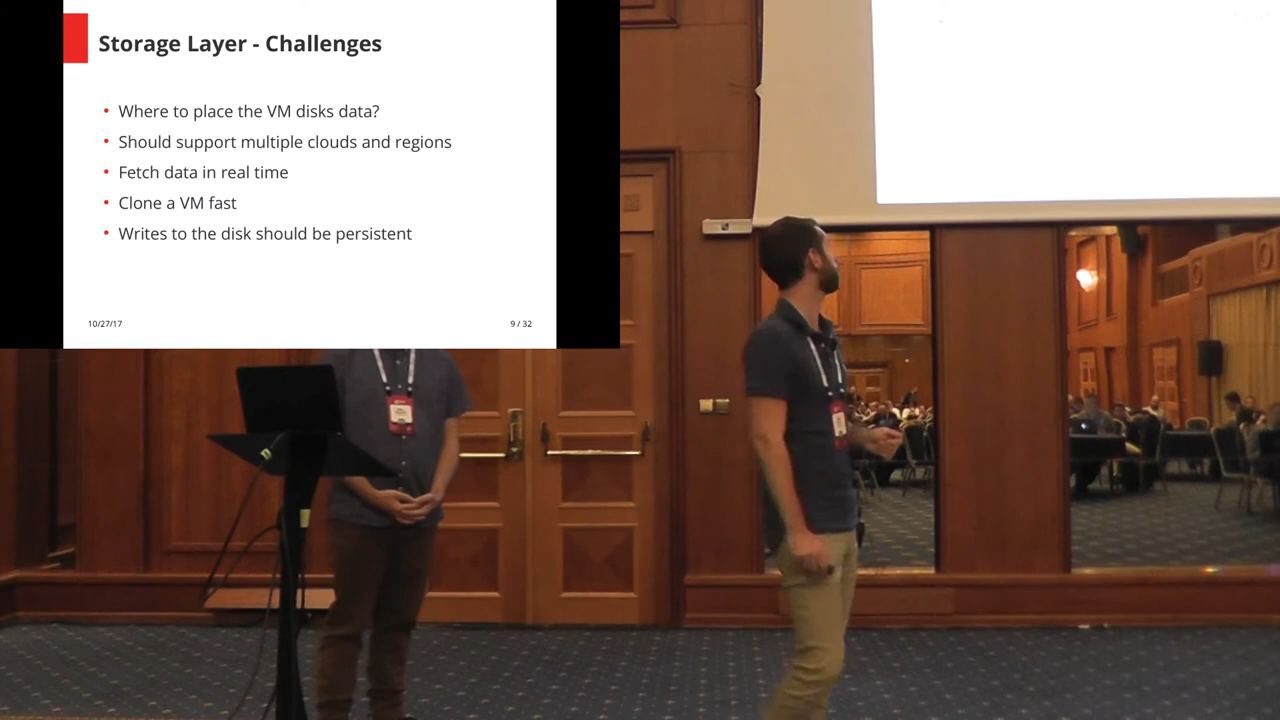 Storage Layer - Challenges
• Where to place the VM disks data?
• Should support multiple clouds and regions
• Fetch data in real time
• Clone a VM fast
• Writes to the disk should be persistent
10/27/17
9 / 32